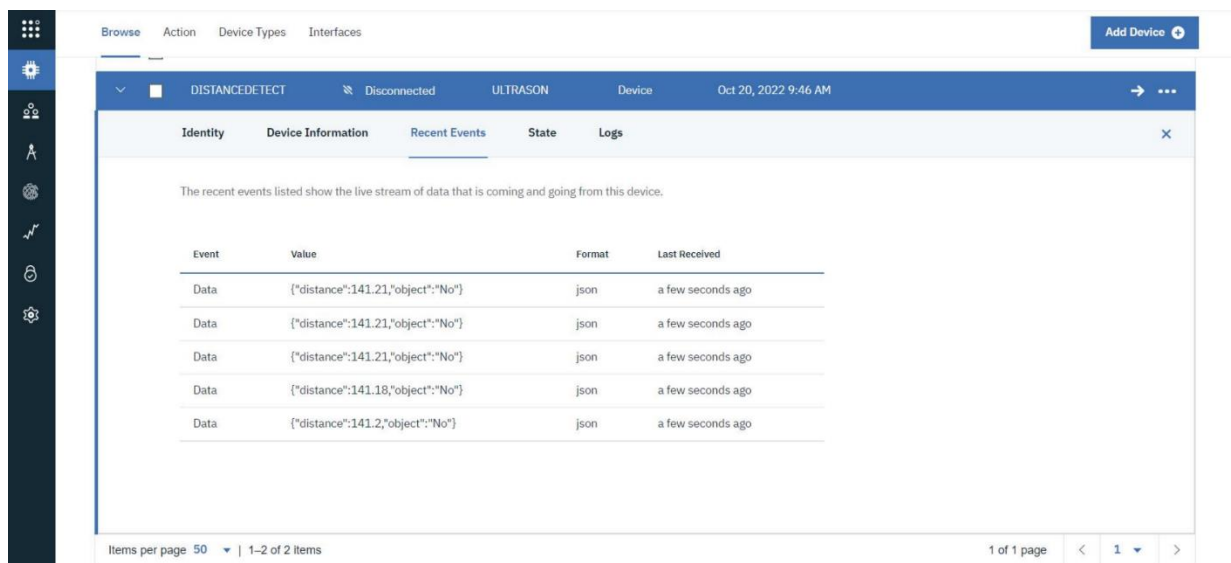 Browse Action Device Types Interfaces Add Device
DISTANCEDETECT Disconnected ULTRASON Device Oct 20, 2022 9:46 AM
Identity Device Information Recent Events State Logs
The recent events listed show the live stream of data that is coming and going from this device.
Event Value Format Last Received
Data {"distance":141.21,"object":"No"} json a few seconds ago
Data {"distance":141.21,"object":"No"} json a few seconds ago
Data {"distance":141.21,"object":"No"} json a few seconds ago
Data {"distance":141.18,"object":"No"} json a few seconds ago
Data {"distance":141.2,"object":"No"} json a few seconds ago
Items per page 50 | 1–2 of 2 items 1 of 1 page 1